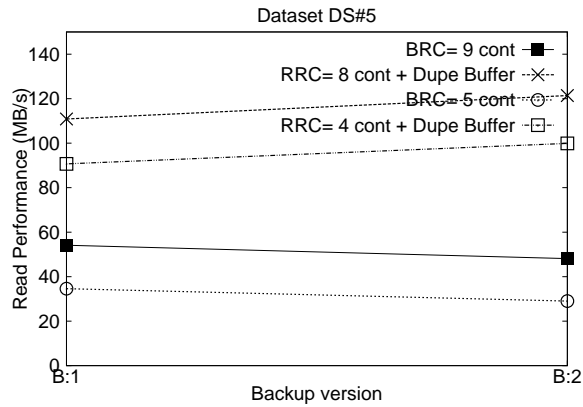 Dataset DS#5
140
120
100
80
60
40
20
0
Read Performance (MB/s)
BRC= 9 cont
RRC= 8 cont + Dupe Buffer
BRC= 5 cont
RRC= 4 cont + Dupe Buffer
B:1
B:2
Backup version